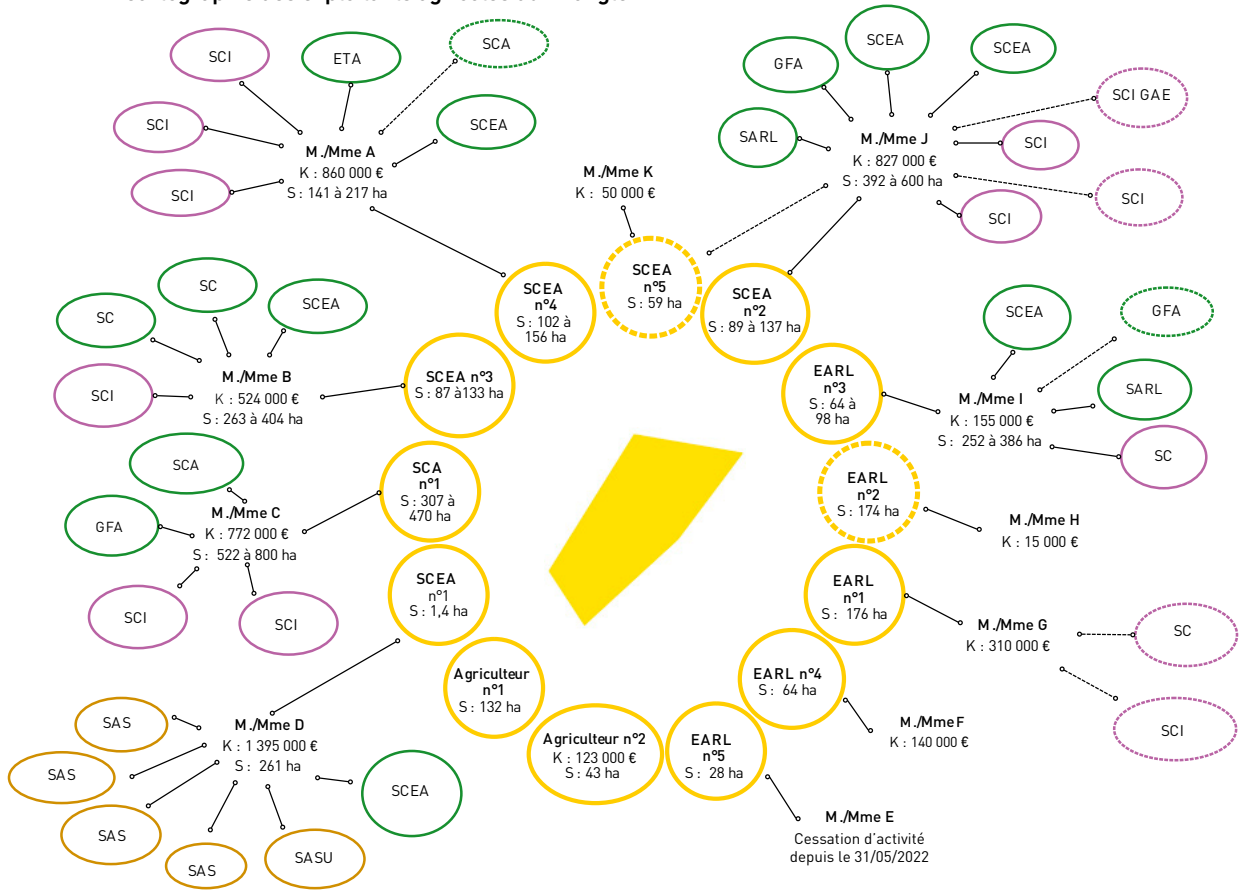 SCI
ETA
SCA
SCI
SCEA
SCI
M./Mme A
K : 860 000 €
S : 141 à 217 ha
SCEA
SCEA
GFA
SCI GAE
SARL
SCI
M./Mme J
K : 827 000 €
S : 392 à 600 ha
SCI
SCI
M./Mme K
K : 50 000 €
SCEA
n°4
S : 102 à
156 ha
SCEA
n°5
S : 59 ha
SCEA
n°2
S : 89 à 137 ha
SC
SCEA
SC
SCI
M./Mme B
K : 524 000 €
S : 263 à 404 ha
SCEA n°3
S : 87 à133 ha
EARL
n°3
S : 64 à
98 ha
SCEA
GFA
SARL
SC
M./Mme I
K : 155 000 €
S : 252 à 386 ha
SCA
GFA
M./Mme C
K : 772 000 €
S : 522 à 800 ha
SCI
SCI
SCA
n°1
S : 307 à
470 ha
EARL
n°2
S : 174 ha
M./Mme H
K : 15 000 €
SCEA
n°1
S : 1,4 ha
EARL
n°1
S : 176 ha
M./Mme G
K : 310 000 €
SC
SCI
Agriculteur
n°1
S : 132 ha
EARL n°4
S : 64 ha
M./Mme F
K : 140 000 €
Agriculteur n°2
K : 123 000 €
S : 43 ha
EARL
n°5
S : 28 ha
M./Mme E
Cessation d'activité
depuis le 31/05/2022
M./Mme D
K : 1 395 000 €
S : 261 ha
SAS
SAS
SAS
SAS
SASU
SCEA